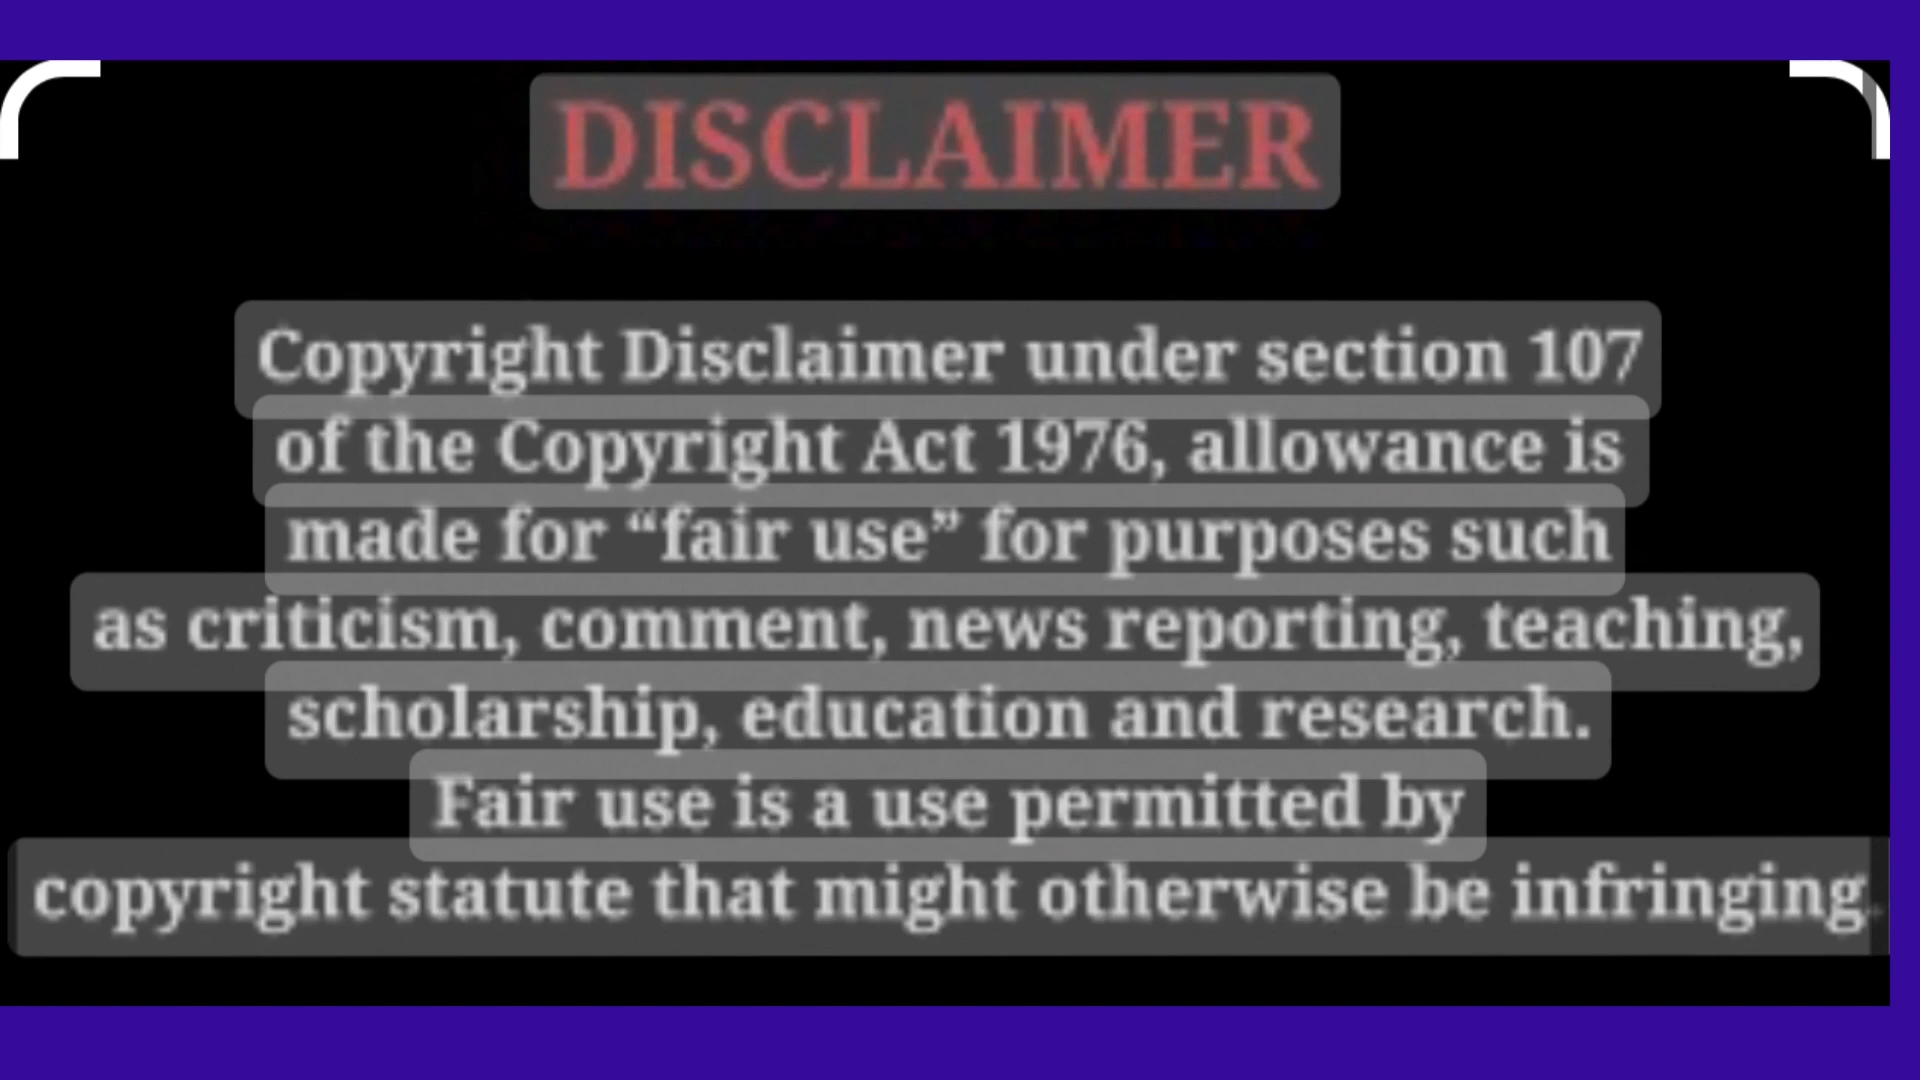 DISCLAIMER
Copyright Disclaimer under section 107
of the Copyright Act 1976, allowance is
made for “fair use” for purposes such
as criticism, comment, news reporting, teaching,
scholarship, education and research.
Fair use is a use permitted by
copyright statute that might otherwise be infringing.